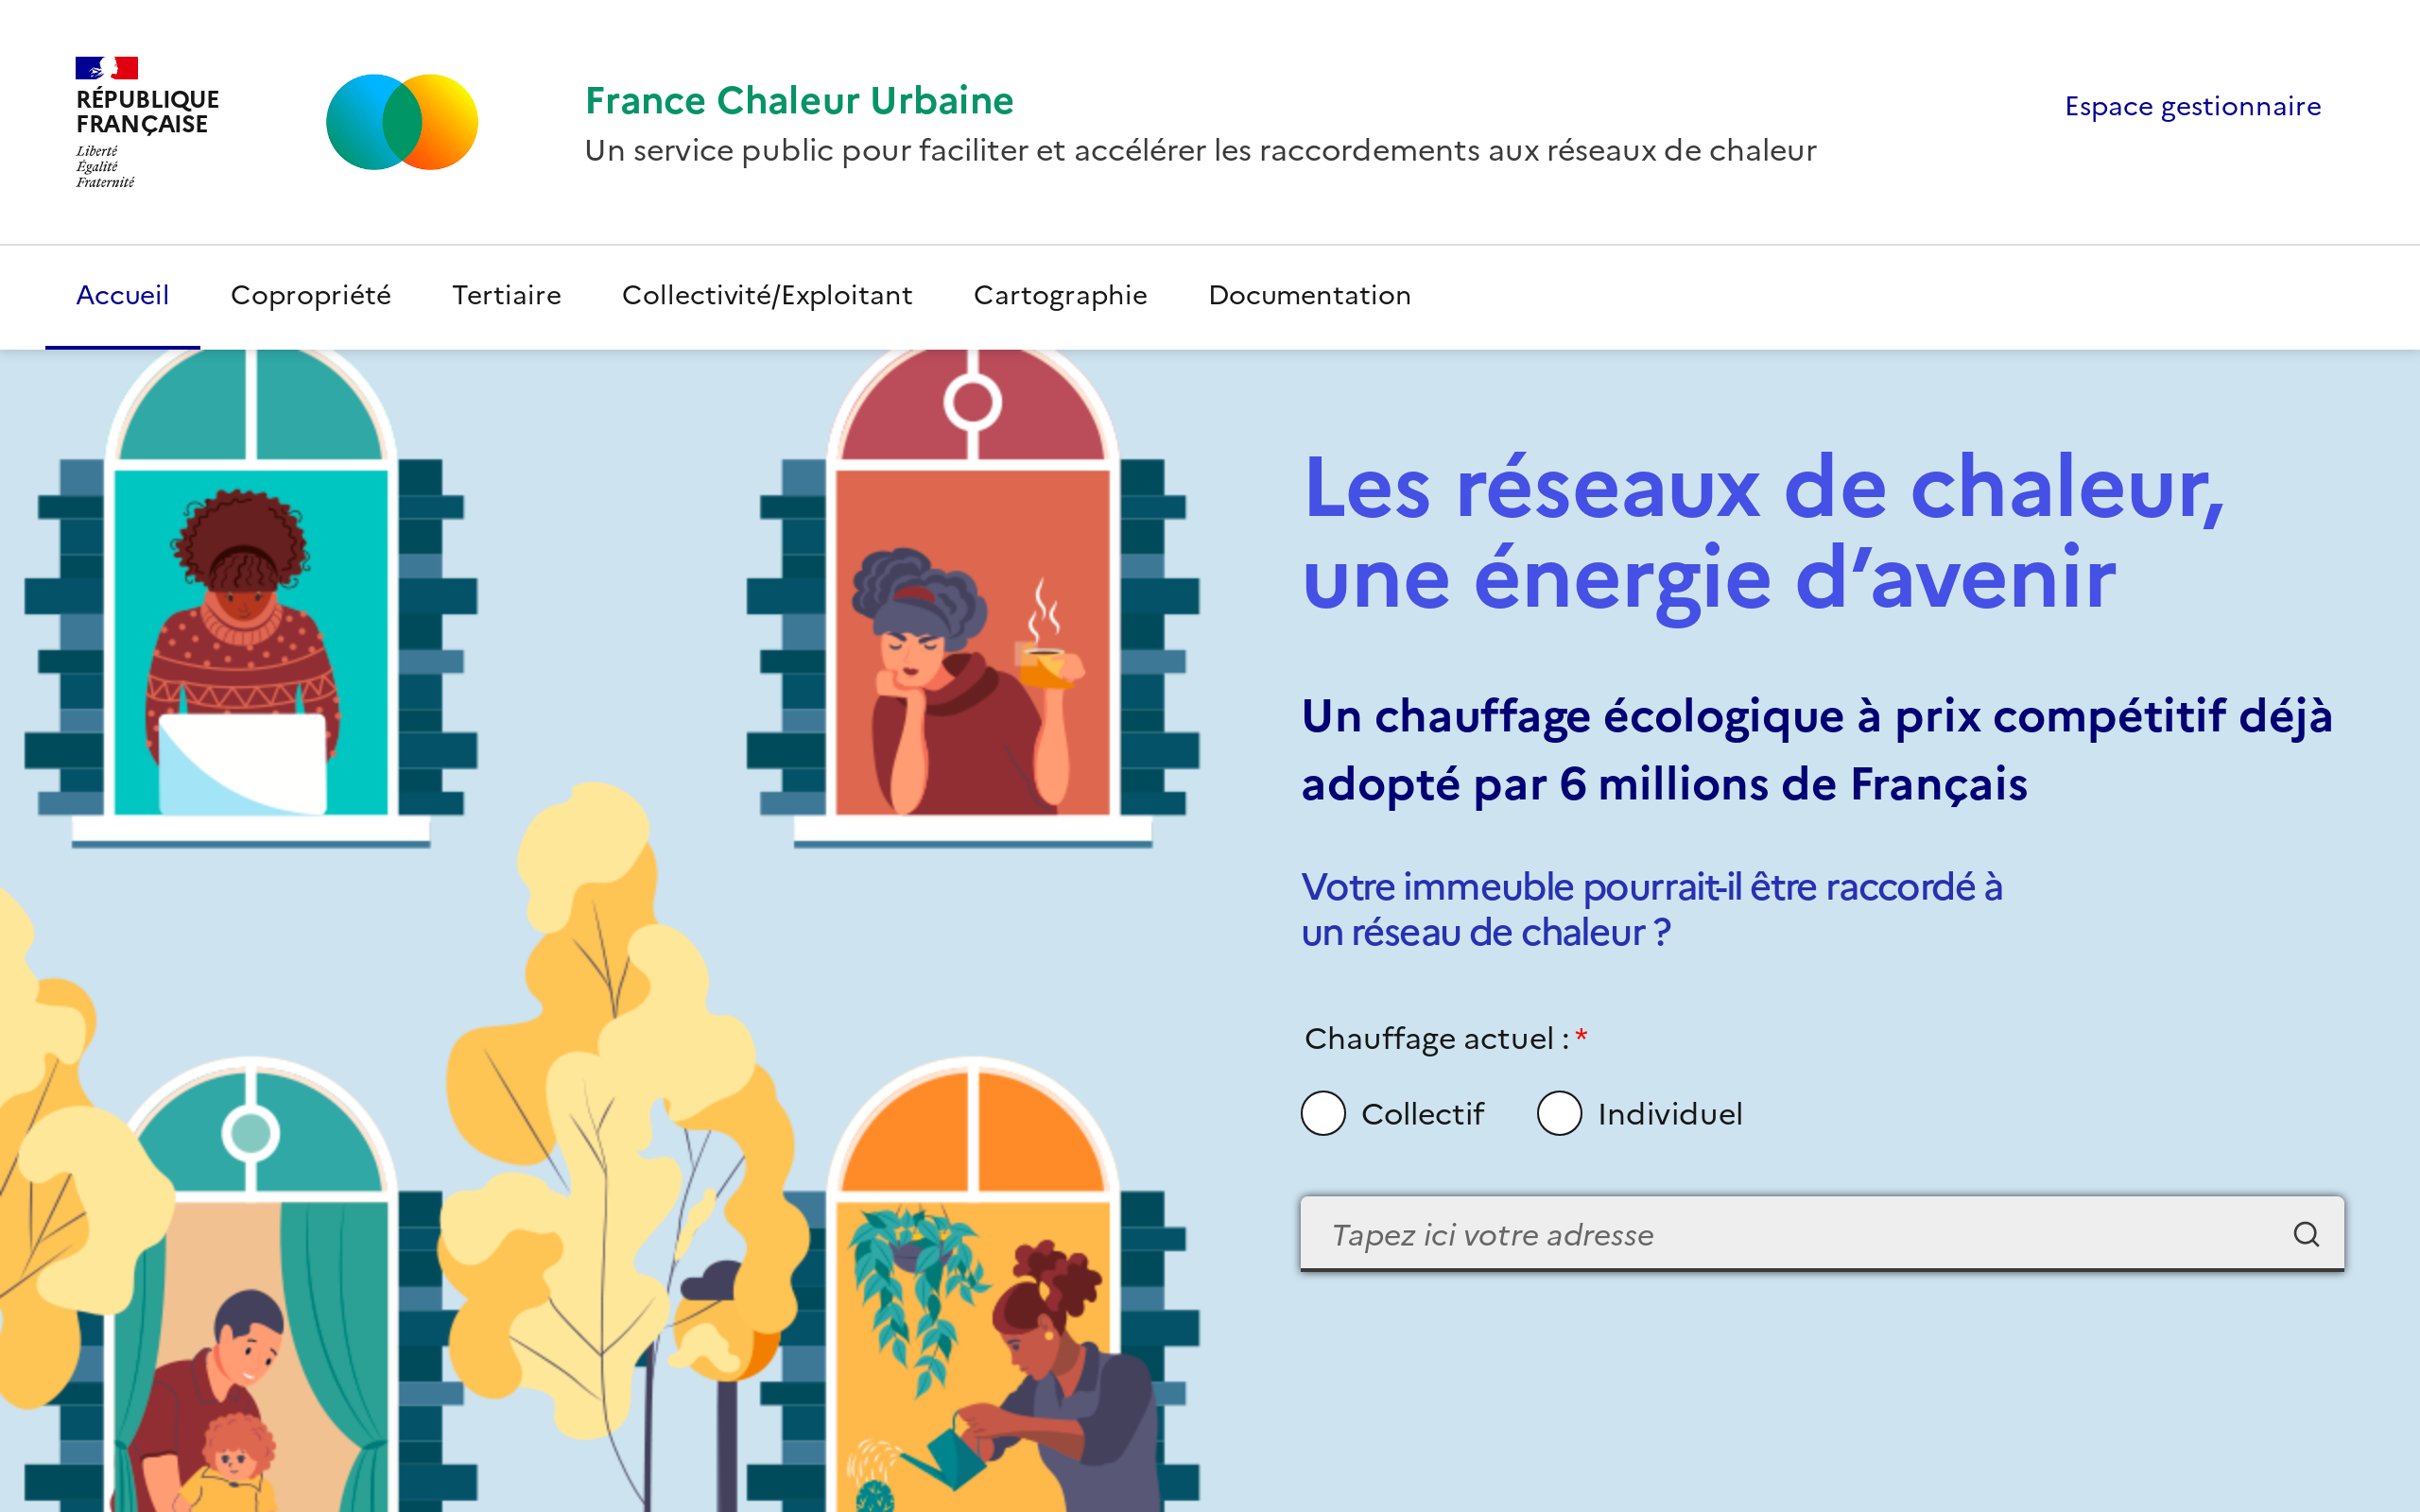 RÉPUBLIQUE
FRANÇAISE
Liberté
Égalité
Fraternité
France Chaleur Urbaine
Un service public pour faciliter et accélérer les raccordements aux réseaux de chaleur
Espace gestionnaire
Accueil Copropriété Tertiaire Collectivité/Exploitant Cartographie Documentation
Les réseaux de chaleur,
une énergie d’avenir
Un chauffage écologique à prix compétitif déjà
adopté par 6 millions de Français
Votre immeuble pourrait-il être raccordé à
un réseau de chaleur ?
Chauffage actuel : *
Collectif Individuel
Tapez ici votre adresse